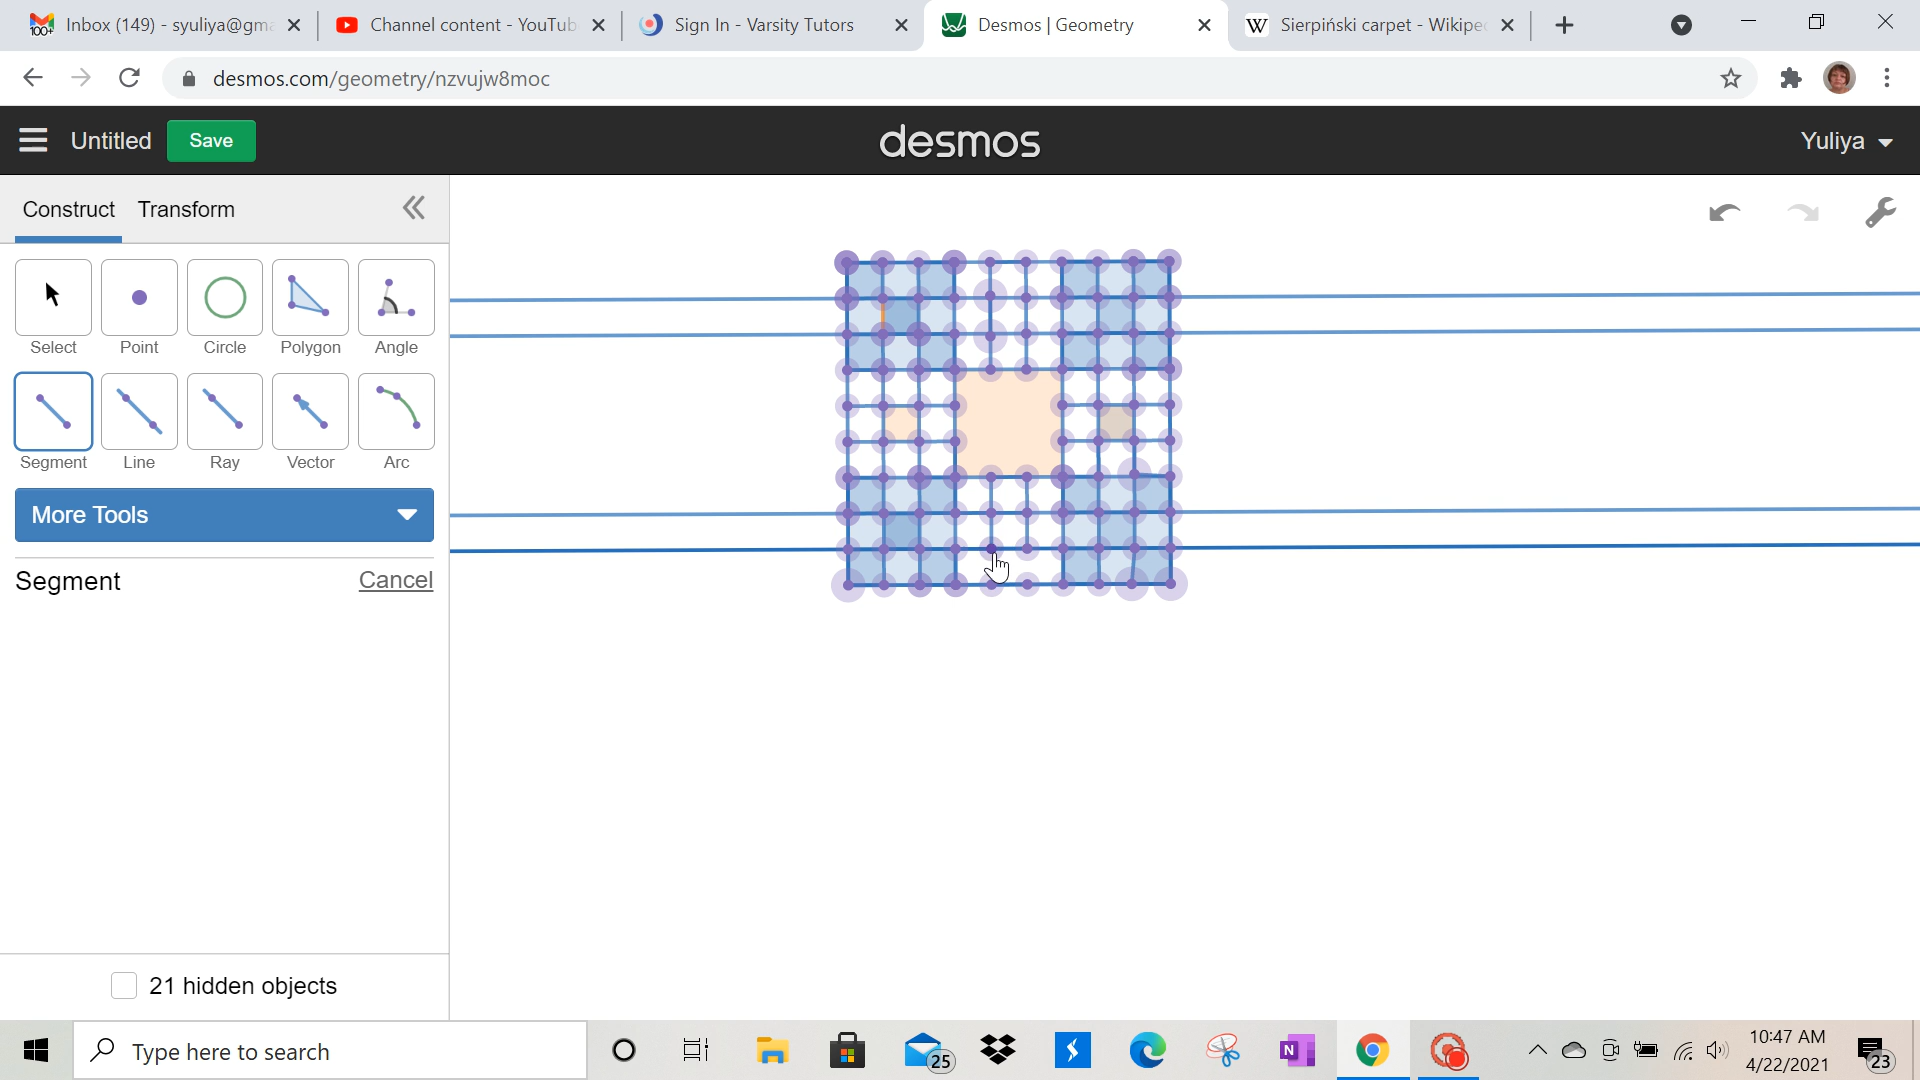 Inbox (149) - syuliya@gma
Channel content - YouTub
Sign In - Varsity Tutors
Desmos | Geometry
Sierpiński carpet - Wikipe
desmos.com/geometry/nzvujw8moc
Untitled
Save
desmos
Yuliya
Construct
Transform
Select
Point
Circle
Polygon
Angle
Segment
Line
Ray
Vector
Arc
More Tools
Segment
Cancel
21 hidden objects
Type here to search
25
10:47 AM
4/22/2021
23